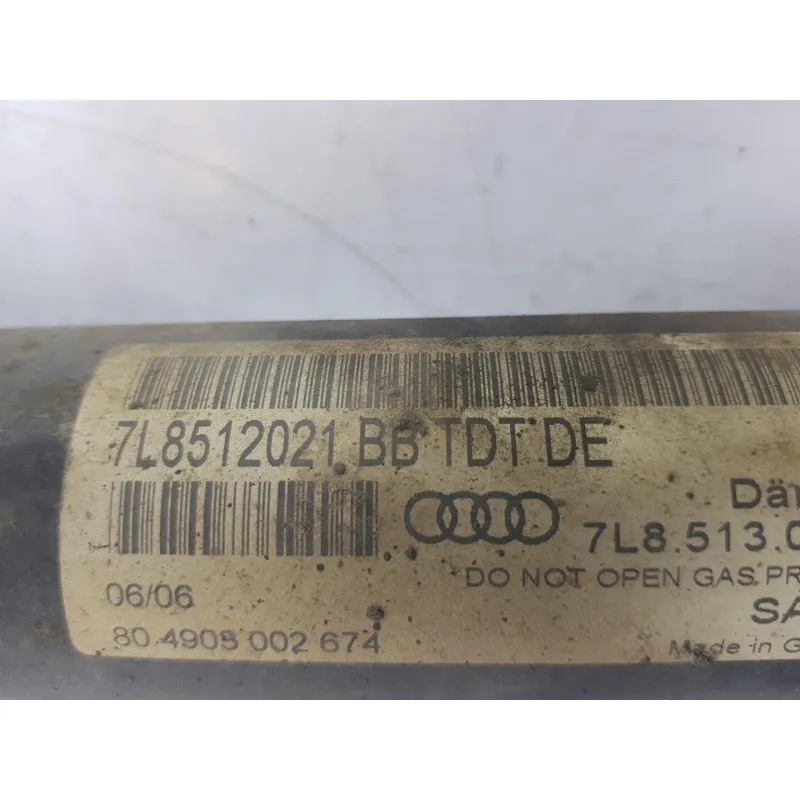 7L8512021 BB TDT DE
Däm
7L8.513.0
06/06
DO NOT OPEN GAS PR
80 4908 002 674
SA
Made in G